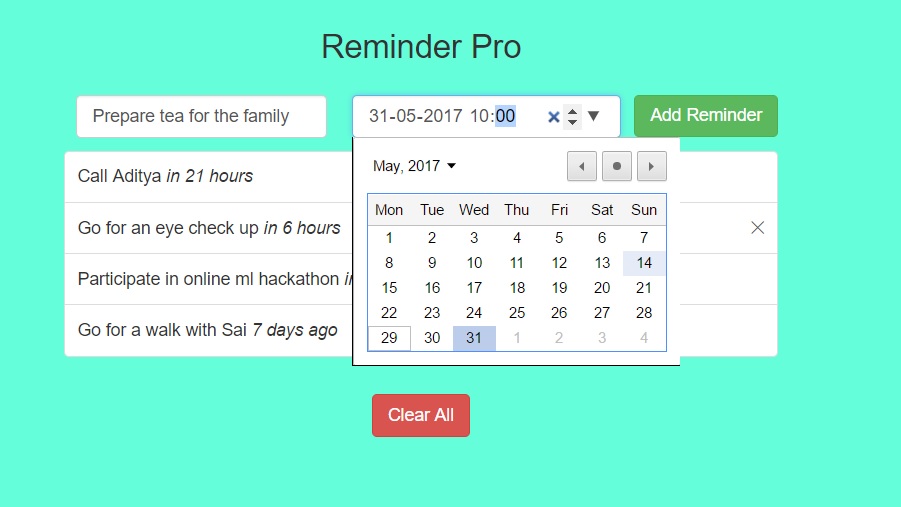 Reminder Pro
Prepare tea for the family
31-05-2017 10:00
Add Reminder
Call Aditya in 21 hours
Go for an eye check up in 6 hours
Participate in online ml hackathon
Go for a walk with Sai 7 days ago
May, 2017
Mon Tue Wed Thu Fri Sat Sun
1 2 3 4 5 6 7
8 9 10 11 12 13 14
15 16 17 18 19 20 21
22 23 24 25 26 27 28
29 30 31 1 2 3 4
Clear All